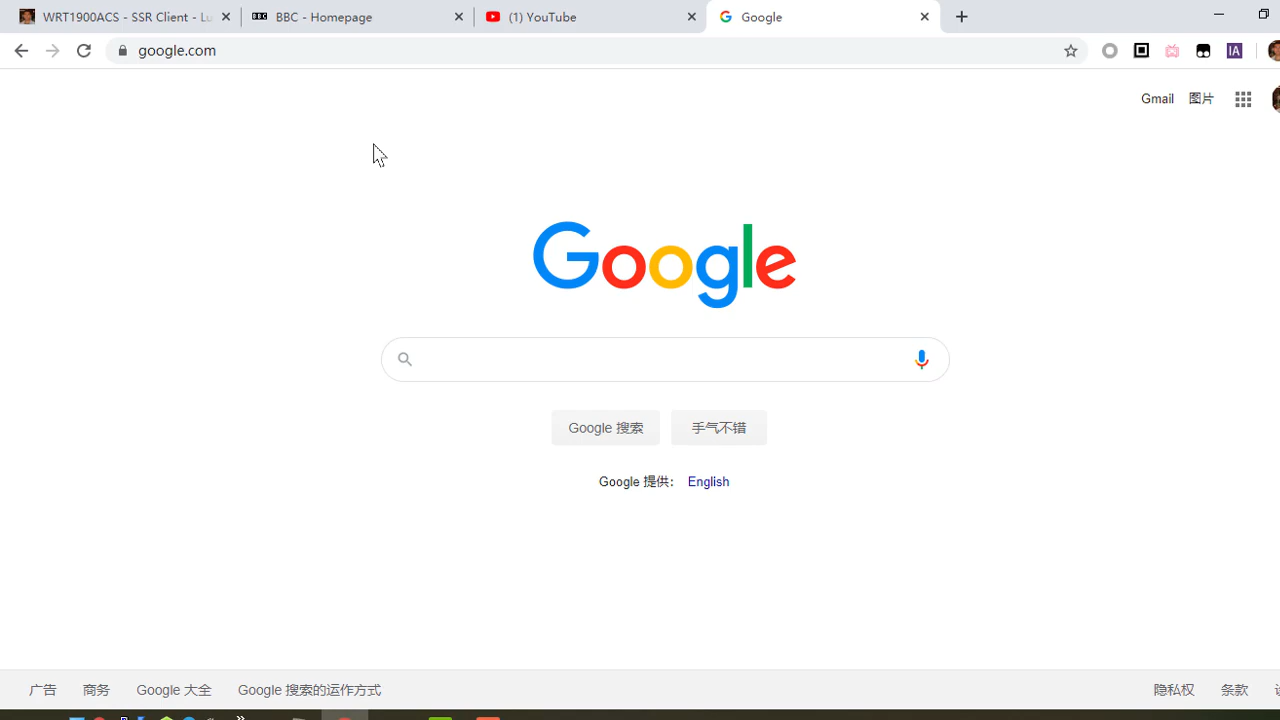 WRT1900ACS - SSR Client - Lu
BBC - Homepage
(1) YouTube
Google
google.com
IA
Gmail 图片
Google
Google 搜索 手气不错
Google 提供： English
广告 商务 Google 大全 Google 搜索的运作方式 隐私权 条款